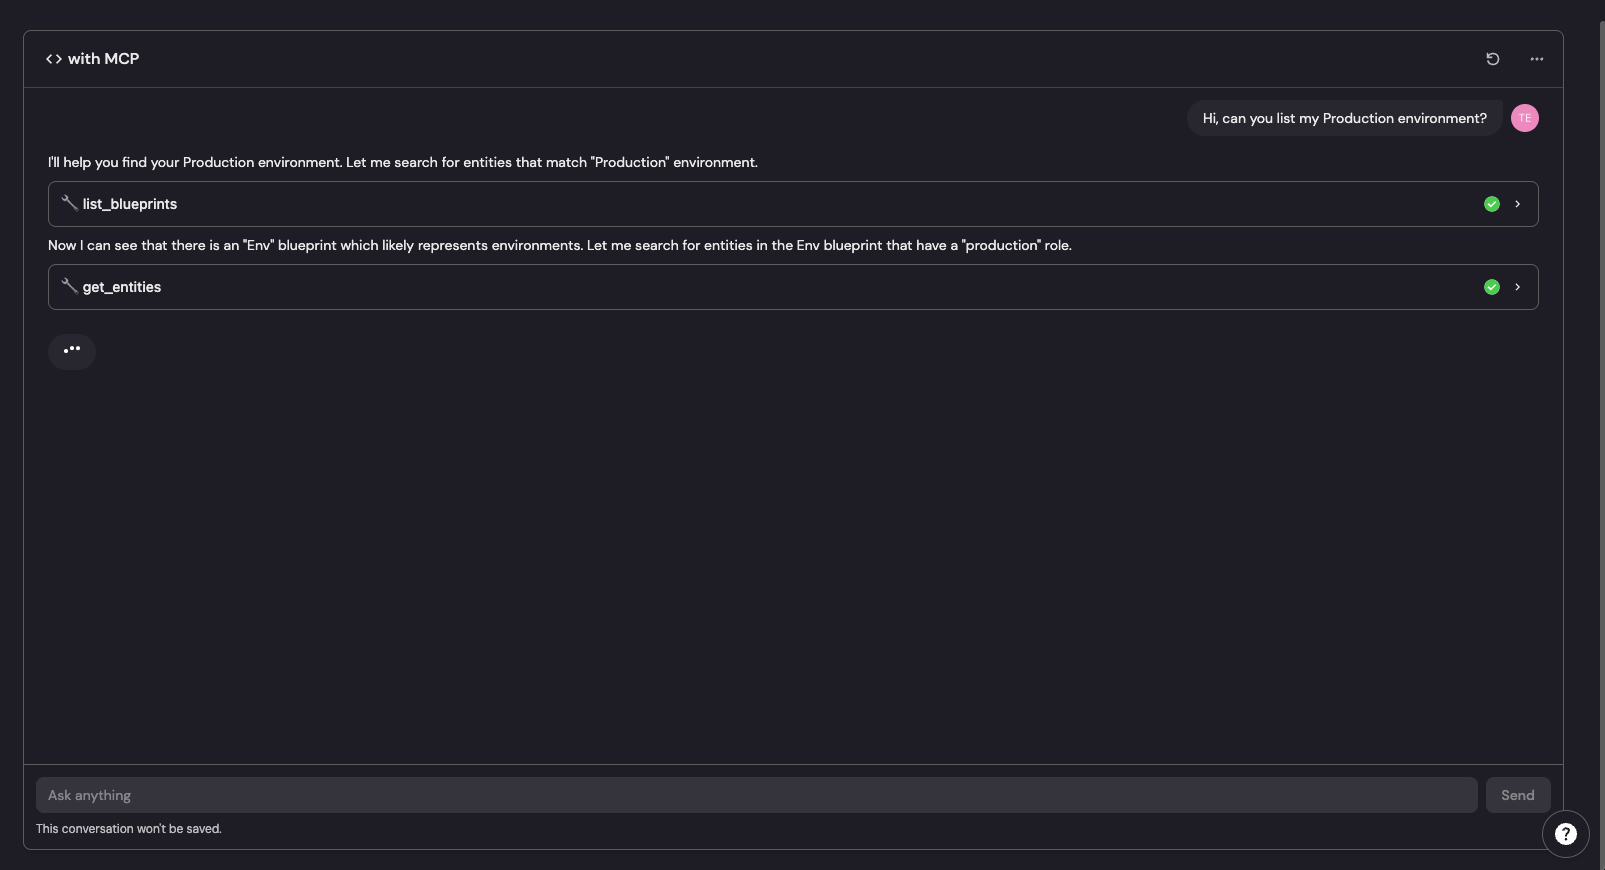 <> with MCP
Hi, can you list my Production environment?
TE
I'll help you find your Production environment. Let me search for entities that match "Production" environment.
list_blueprints
Now I can see that there is an "Env" blueprint which likely represents environments. Let me search for entities in the Env blueprint that have a "production" role.
get_entities
Ask anything
Send
This conversation won't be saved.
?